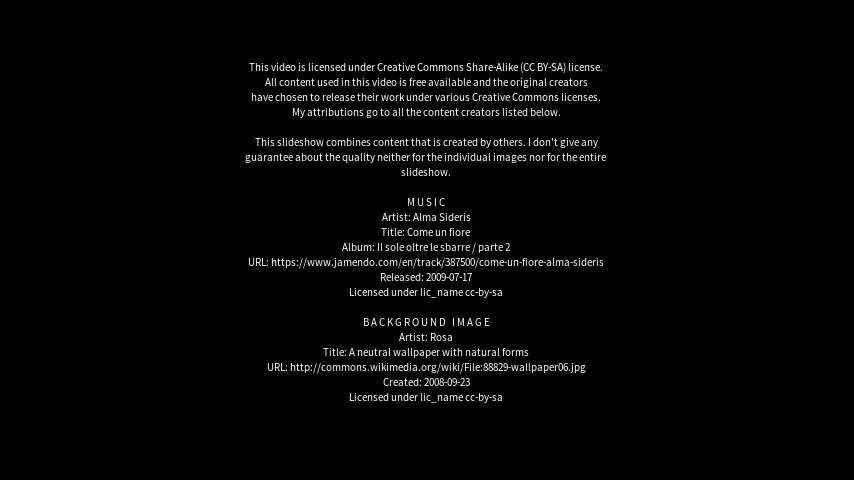 This video is licensed under Creative Commons Share-Alike (CC BY-SA) license.
All content used in this video is free available and the original creators
have chosen to release their work under various Creative Commons licenses.
My attributions go to all the content creators listed below.
This slideshow combines content that is created by others. I don't give any
guarantee about the quality neither for the individual images nor for the entire
slideshow.
MUSIC
Artist: Alma Sideris
Title: Come un fiore
Album: Il sole oltre le sbarre / parte 2
URL: https://www.jamendo.com/en/track/387500/come-un-fiore-alma-sideris
Released: 2009-07-17
Licensed under lic_name cc-by-sa
BACKGROUND IMAGE
Artist: Rosa
Title: A neutral wallpaper with natural forms
URL: http://commons.wikimedia.org/wiki/File:88829-wallpaper06.jpg
Created: 2008-09-23
Licensed under lic_name cc-by-sa